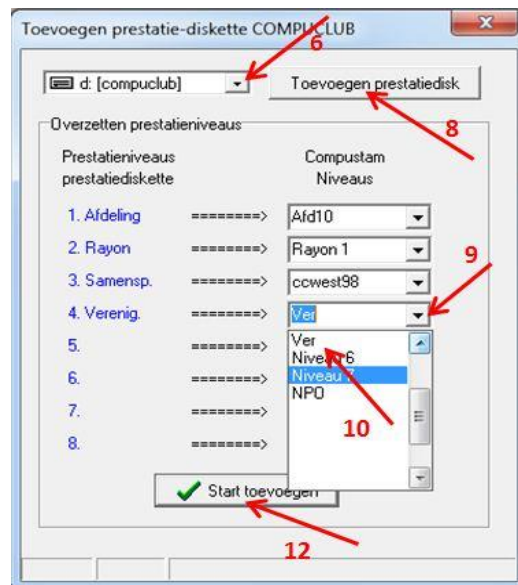 Toevoegen prestatie-diskette COMPUCLUB
6
d: [compuclub]
Toevoegen prestatiedisk
8
Overzetten prestatieniveaus
Prestatieniveaus
prestatiediskette
Compustam
Niveaus
1. Afdeling ========> Afd10
2. Rayon ========> Rayon 1
9
3. Samensp. ========> ccwest98
4. Verenig. ========> Ver
5. ========> Ver
Niveau 6
6. ========> Niveau 7
NPO
7. ========>
10
8. ========>
Start toevoegen
12